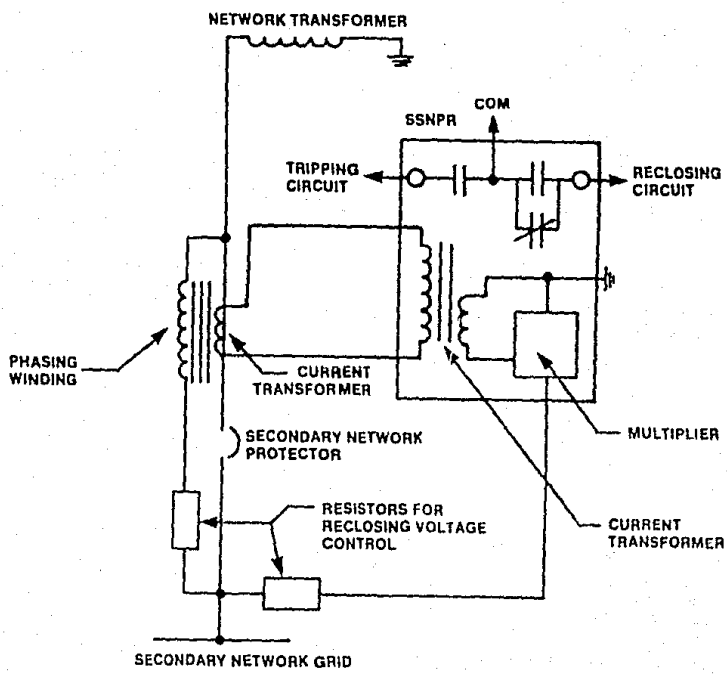 NETWORK TRANSFORMER
COM
SSNPR
TRIPPING
CIRCUIT
RECLOSING
CIRCUIT
PHASING
WINDING
CURRENT
TRANSFORMER
MULTIPLIER
SECONDARY NETWORK
PROTECTOR
RESISTORS FOR
RECLOSING VOLTAGE
CONTROL
CURRENT
TRANSFORMER
SECONDARY NETWORK GRID